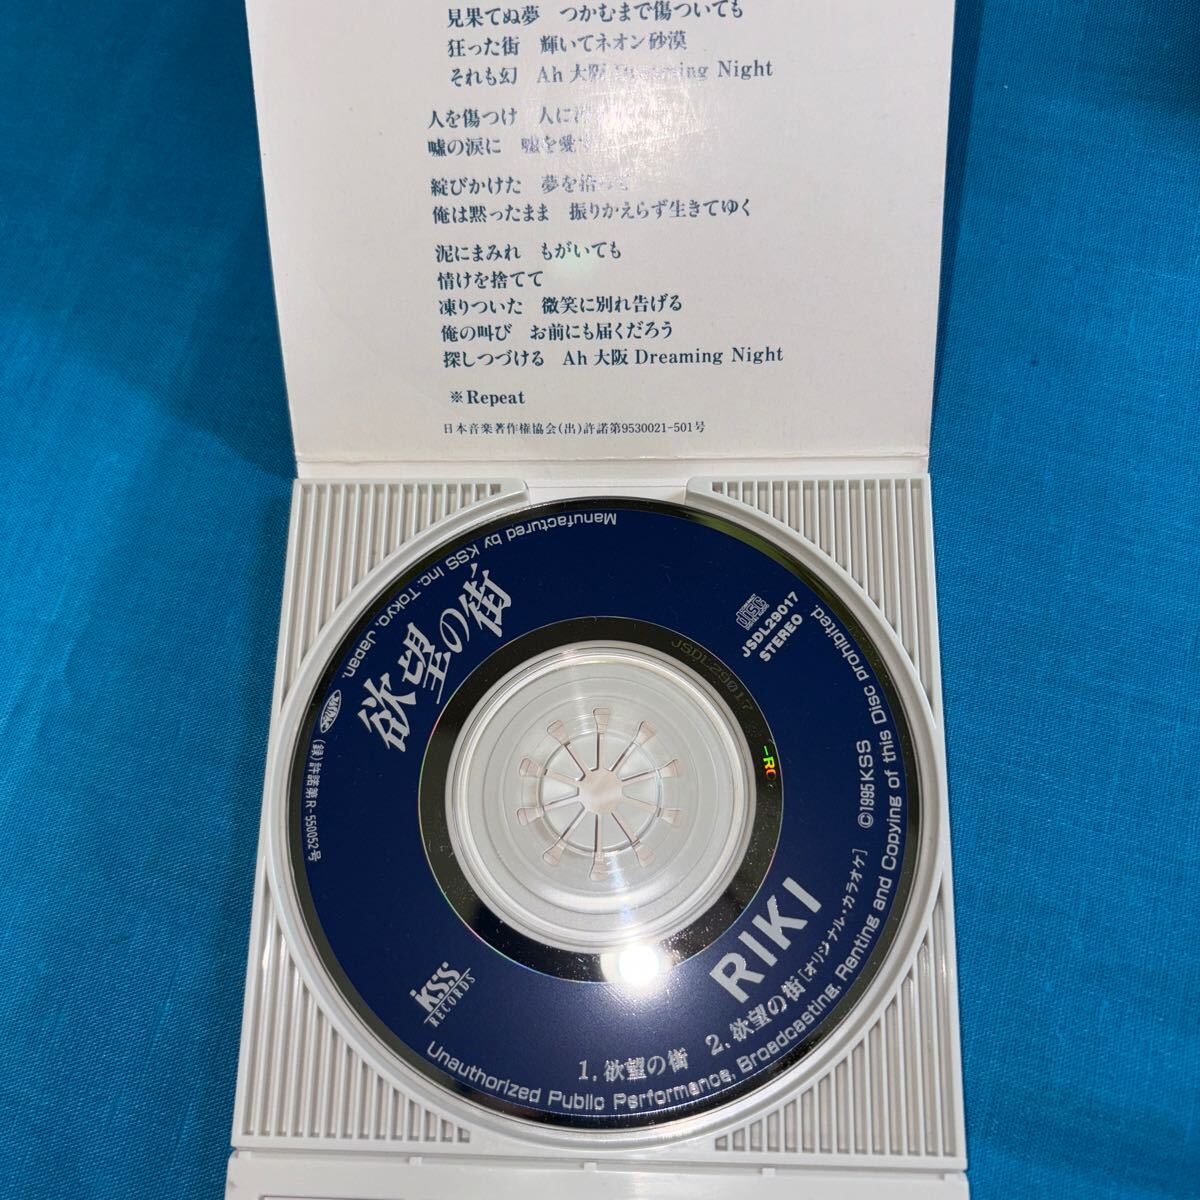 見果てぬ夢　つかむまで傷ついても
狂った街　輝いてネオン砂漠
それも幻　Ah 大阪 Dreaming Night
人を傷つけ　人に
嘘の涙に　嘘を愛
綻びかけた　夢を拾
俺は黙ったまま　振りかえらず生きてゆく
泥にまみれ　もがいても
情けを捨てて
凍りついた　微笑に別れ告げる
俺の叫び　お前にも届くだろう
探しつづける　Ah 大阪 Dreaming Night
※Repeat
日本音楽著作権協会(出)許諾第9530021-501号
欲望の街
RIKI
1. 欲望の街
2. 欲望の街[オリジナル・カラオケ]
disc
JSDL29017
STEREO
JSDL29017
KSS
RECORDS
Manufactured by KSS Inc. Tokyo, Japan.
JASRAC
(録)許諾第R-550052号
Unauthorized Public Performance, Broadcasting, Renting and Copying of this Disc prohibited.
©1995 KSS